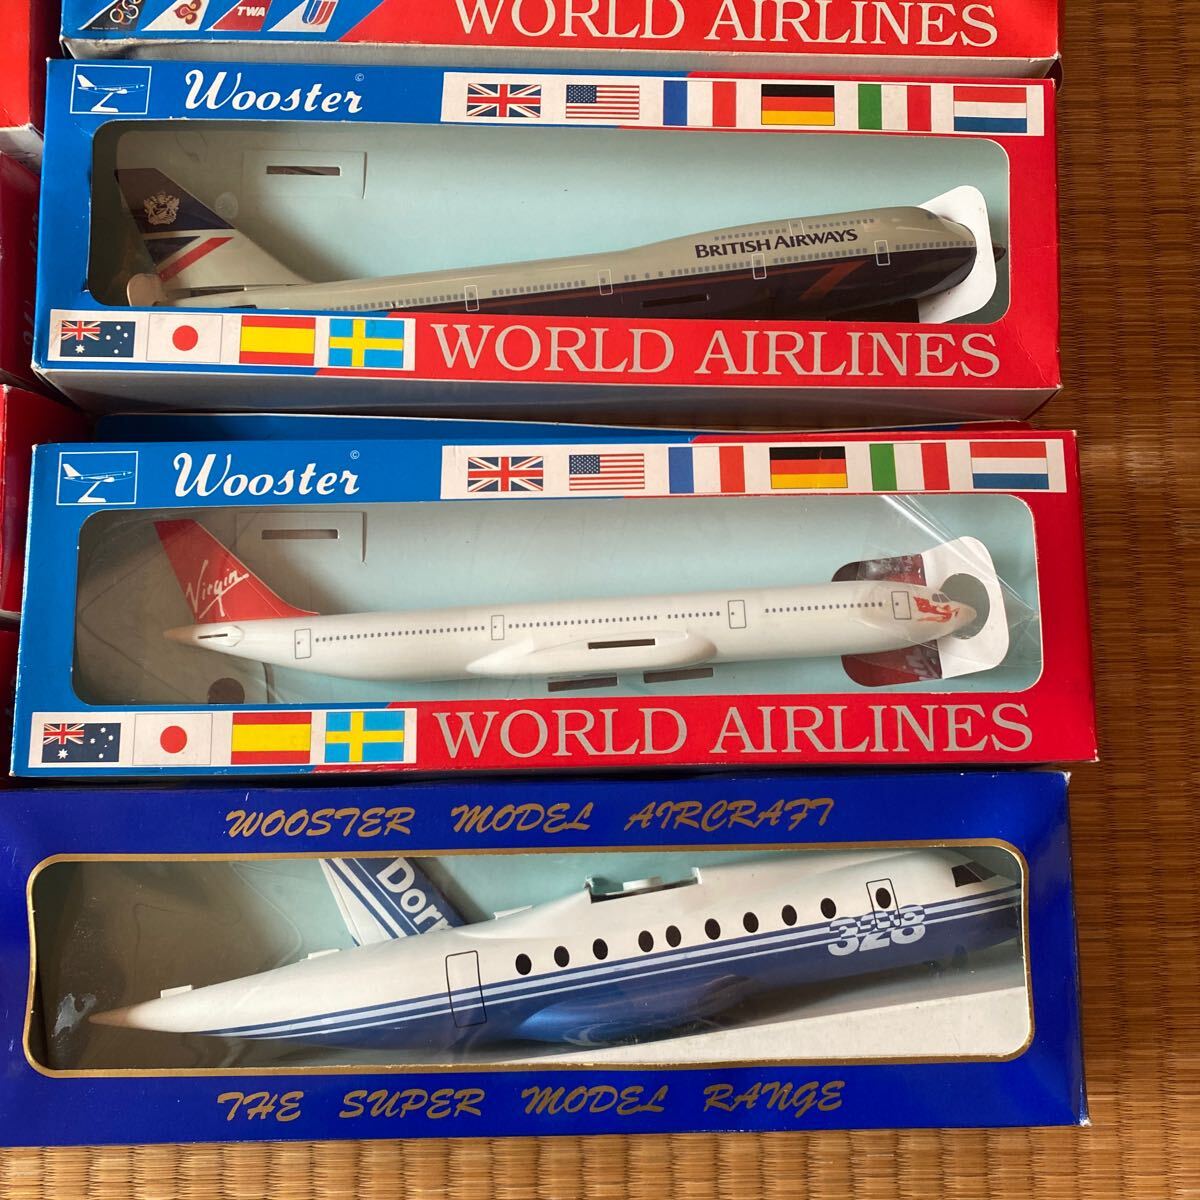 TWA
WORLD AIRLINES
Wooster ©
BRITISH AIRWAYS
WORLD AIRLINES
Wooster ©
Virgin
WORLD AIRLINES
WOOSTER MODEL AIRCRAFT
Dorn
328
THE SUPER MODEL RANGE